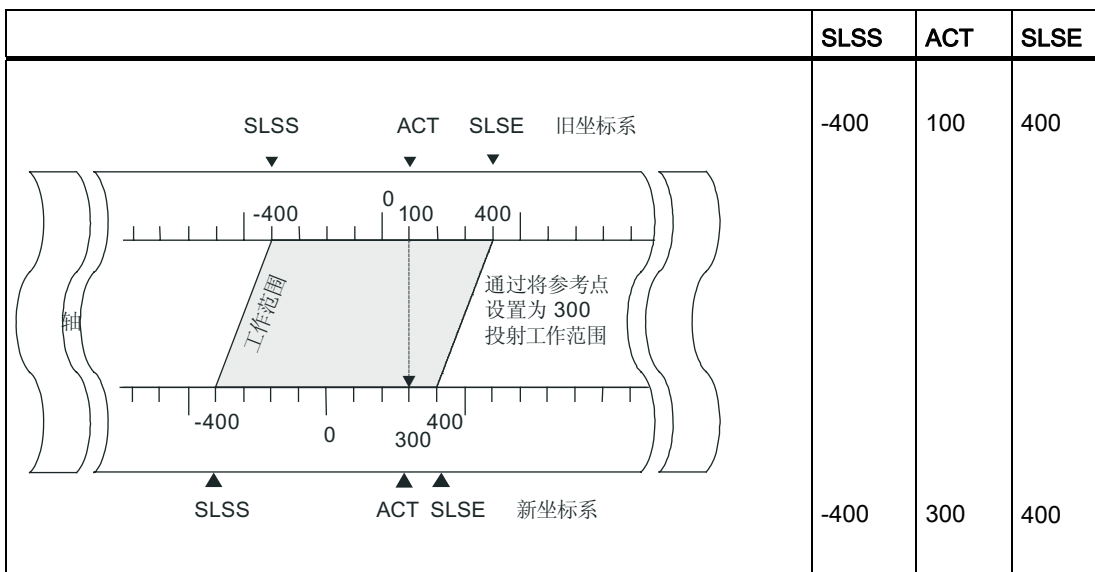 SLSS ACT SLSE
SLSS ACT SLSE 旧坐标系
-400 100 400
-400 0 100 400
工作范围
通过将参考点
设置为 300
投射工作范围
轴
-400 0 300 400
SLSS ACT SLSE 新坐标系
-400 300 400